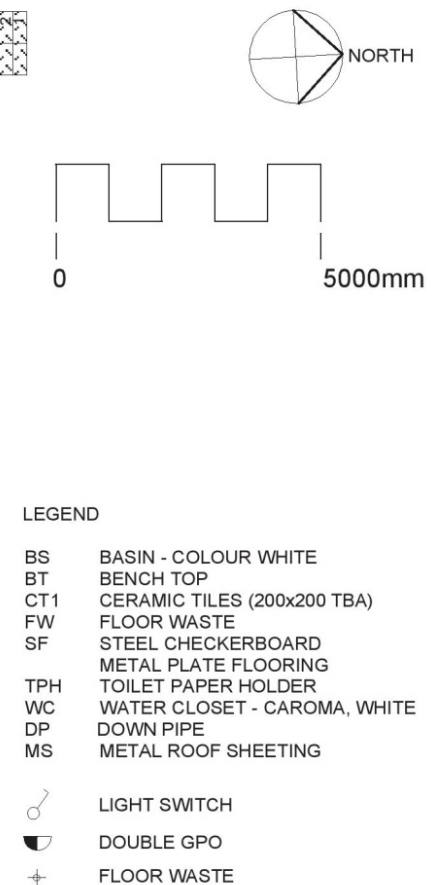 2
1
NORTH
0 5000mm
LEGEND
BS BASIN - COLOUR WHITE
BT BENCH TOP
CT1 CERAMIC TILES (200x200 TBA)
FW FLOOR WASTE
SF STEEL CHECKERBOARD
METAL PLATE FLOORING
TPH TOILET PAPER HOLDER
WC WATER CLOSET - CAROMA, WHITE
DP DOWN PIPE
MS METAL ROOF SHEETING
LIGHT SWITCH
DOUBLE GPO
FLOOR WASTE